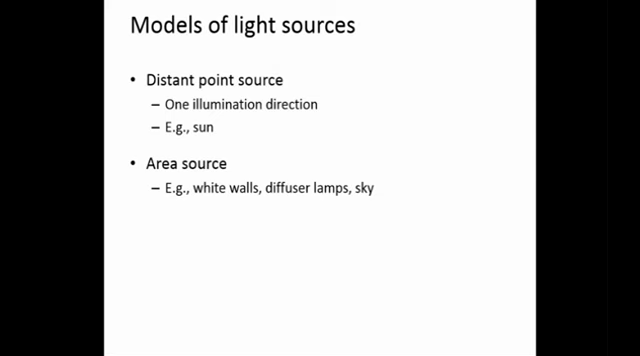 Models of light sources
• Distant point source
– One illumination direction
– E.g., sun
• Area source
– E.g., white walls, diffuser lamps, sky